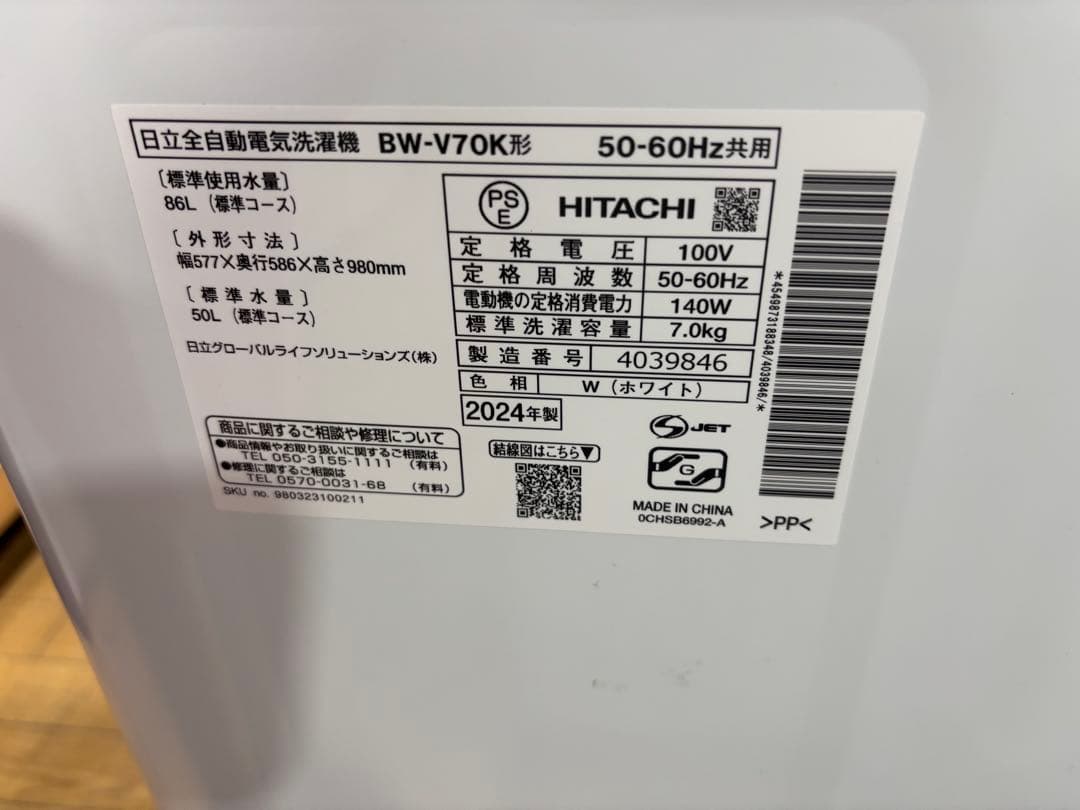 日立全自動電気洗濯機 BW-V70K形 50-60Hz共用
〔標準使用水量〕
86L（標準コース）
〔外形寸法〕
幅577×奥行586×高さ980mm
〔標準水量〕
50L（標準コース）
日立グローバルライフソリューションズ（株）
PS E HITACHI
定格電圧 100V
定格周波数 50-60Hz
電動機の定格消費電力 140W
標準洗濯容量 7.0kg
製造番号 4039846
色相 W（ホワイト）
2024年製
商品に関するご相談や修理について
●商品情報やお取り扱いに関するご相談は
TEL 050-3155-1111 （有料）
●修理に関するご相談は
TEL 0570-0031-68 （有料）
SKU no. 980323100211
結線図はこちら▼
S JET
G
MADE IN CHINA
0CHSB6992-A
>PP<
*4549873188348/4039846/*